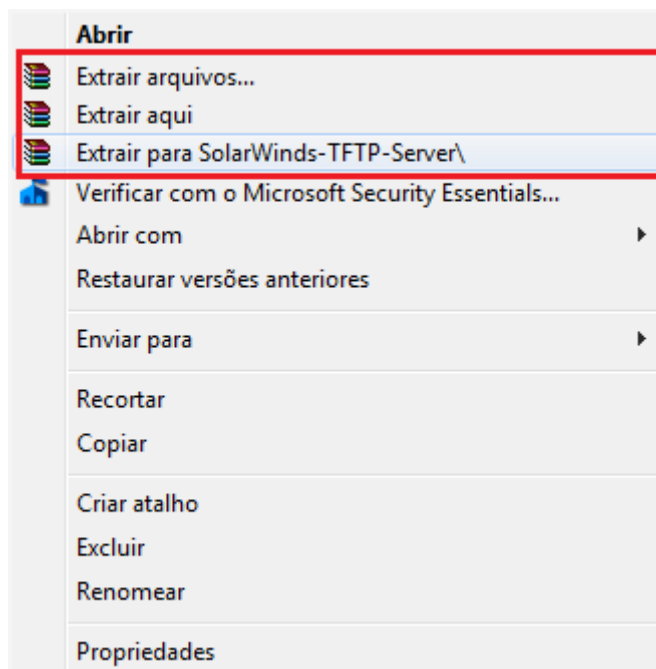 Abrir
Extrair arquivos...
Extrair aqui
Extrair para SolarWinds-TFTP-Server\
Verificar com o Microsoft Security Essentials...
Abrir com
Restaurar versões anteriores
Enviar para
Recortar
Copiar
Criar atalho
Excluir
Renomear
Propriedades